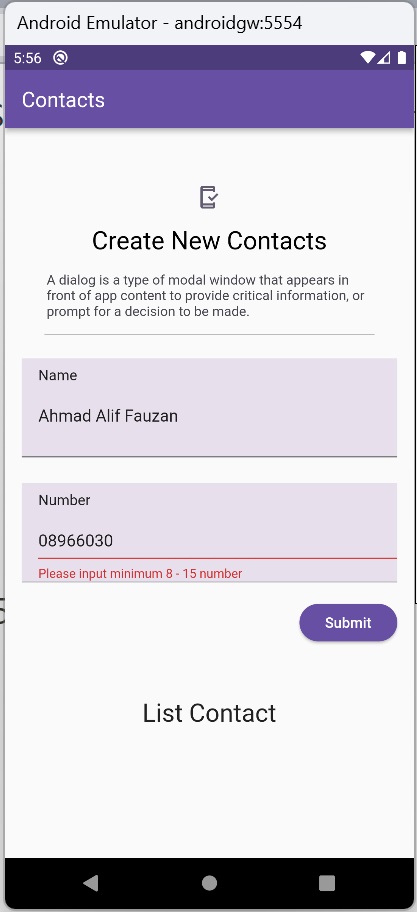 Android Emulator - androidgw:5554
5:56
Contacts
Create New Contacts
A dialog is a type of modal window that appears in
front of app content to provide critical information, or
prompt for a decision to be made.
Name
Ahmad Alif Fauzan
Number
08966030
Please input minimum 8 - 15 number
Submit
List Contact